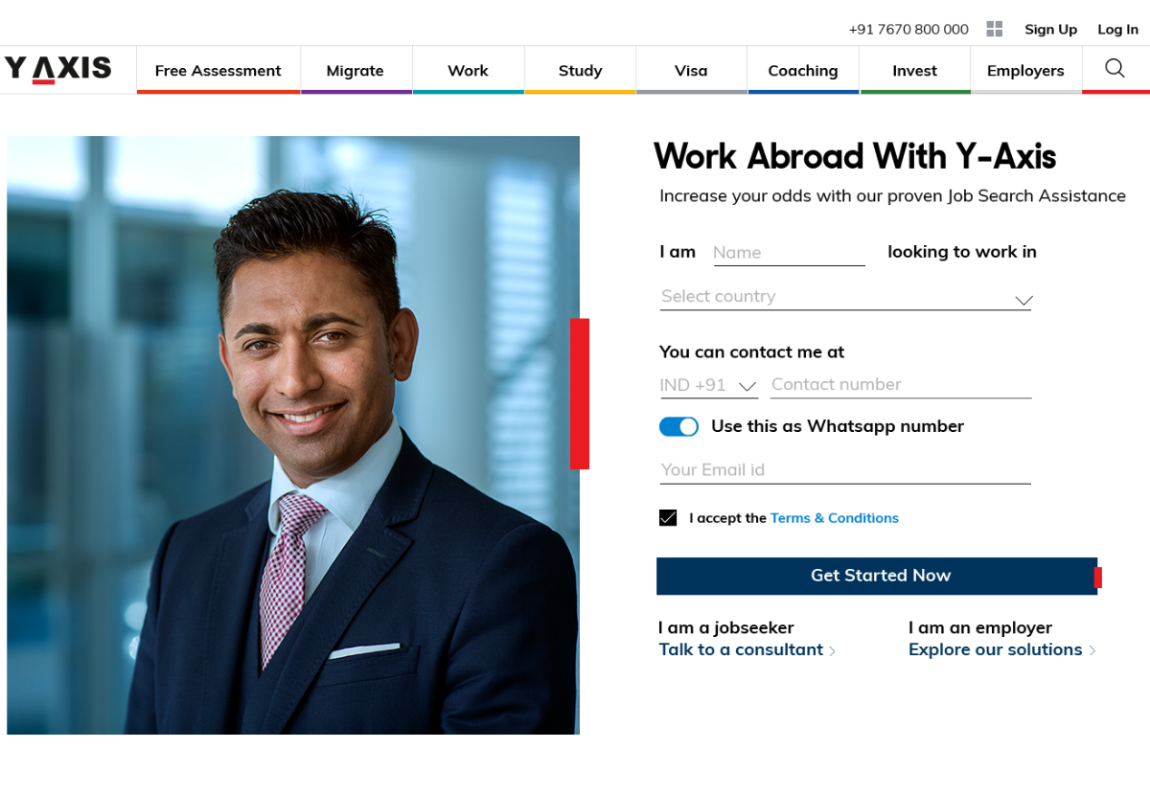 +91 7670 800 000 Sign Up Log In
Y AXIS Free Assessment Migrate Work Study Visa Coaching Invest Employers
Work Abroad With Y-Axis
Increase your odds with our proven Job Search Assistance
I am Name looking to work in
Select country
You can contact me at
IND +91 Contact number
Use this as Whatsapp number
Your Email id
I accept the Terms & Conditions
Get Started Now
I am a jobseeker I am an employer
Talk to a consultant > Explore our solutions >